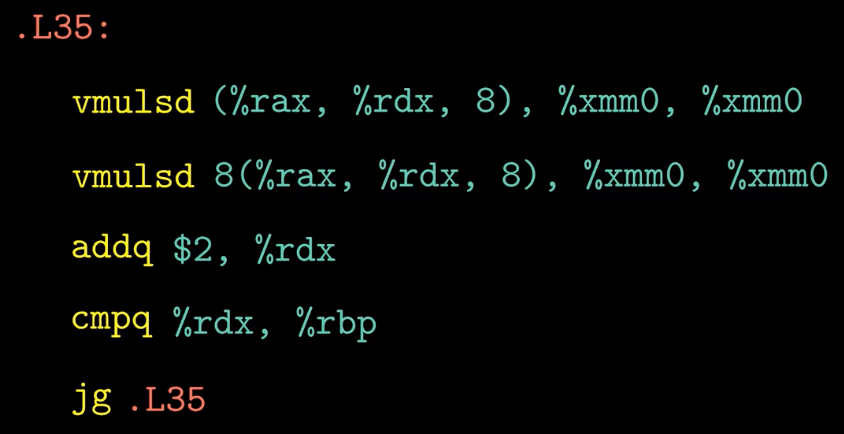 .L35:
vmulsd (%rax, %rdx, 8), %xmm0, %xmm0
vmulsd 8(%rax, %rdx, 8), %xmm0, %xmm0
addq $2, %rdx
cmpq %rdx, %rbp
jg .L35